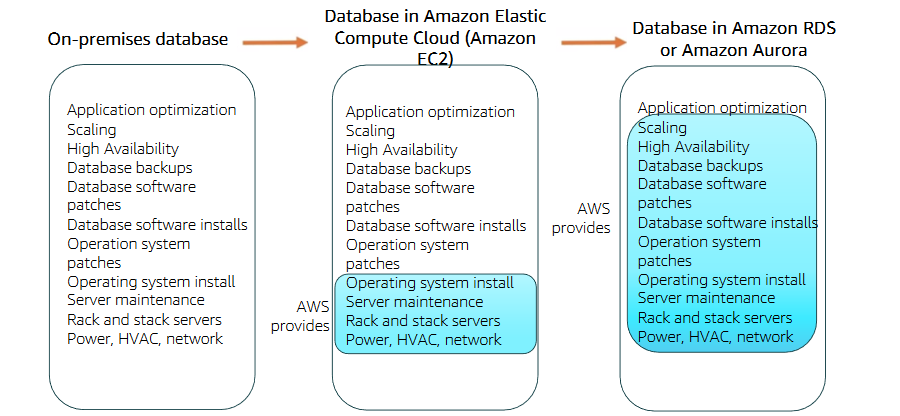 On-premises database
Database in Amazon Elastic
Compute Cloud (Amazon
EC2)
Database in Amazon RDS
or Amazon Aurora
Application optimization
Scaling
High Availability
Database backups
Database software
patches
Database software installs
Operation system
patches
Operating system install
Server maintenance
Rack and stack servers
Power, HVAC, network
AWS
provides
Application optimization
Scaling
High Availability
Database backups
Database software
patches
Database software installs
Operation system
patches
Operating system install
Server maintenance
Rack and stack servers
Power, HVAC, network
AWS
provides
Application optimization
Scaling
High Availability
Database backups
Database software
patches
Database software installs
Operation system
patches
Operating system install
Server maintenance
Rack and stack servers
Power, HVAC, network